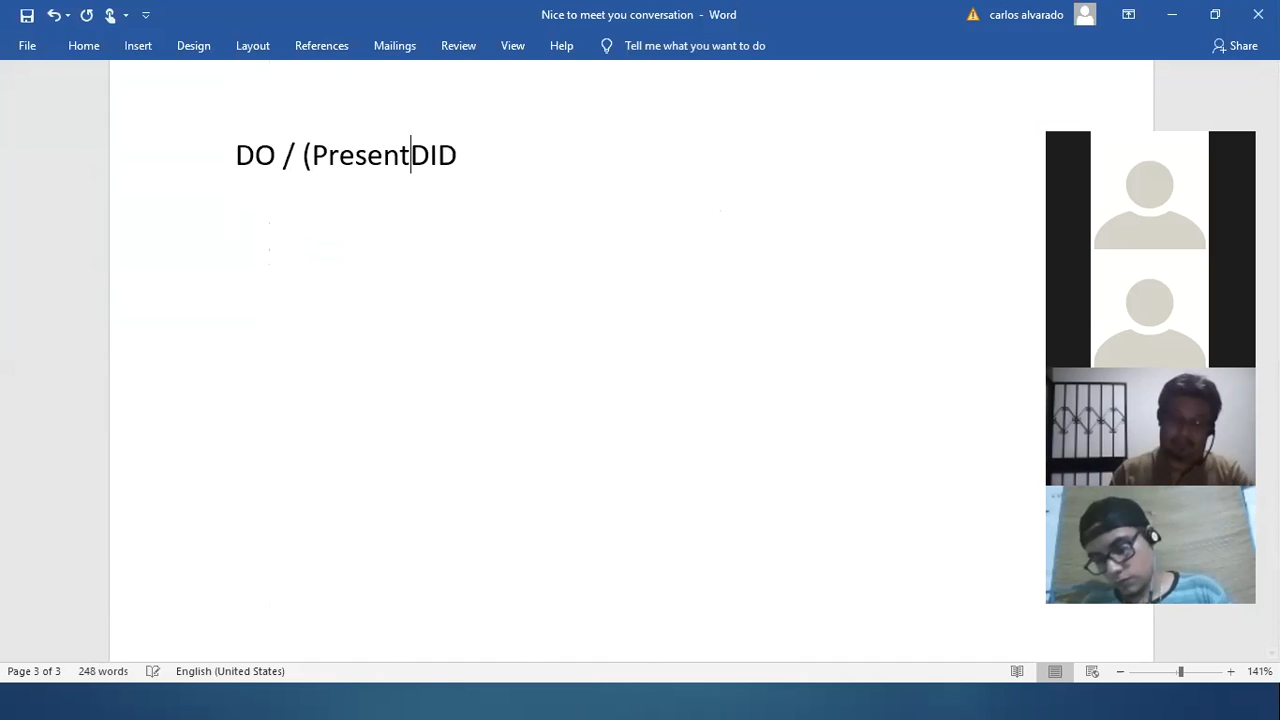 Nice to meet you conversation - Word
carlos alvarado
File Home Insert Design Layout References Mailings Review View Help Tell me what you want to do Share
DO / (PresentDID
Page 3 of 3 248 words English (United States) 141%